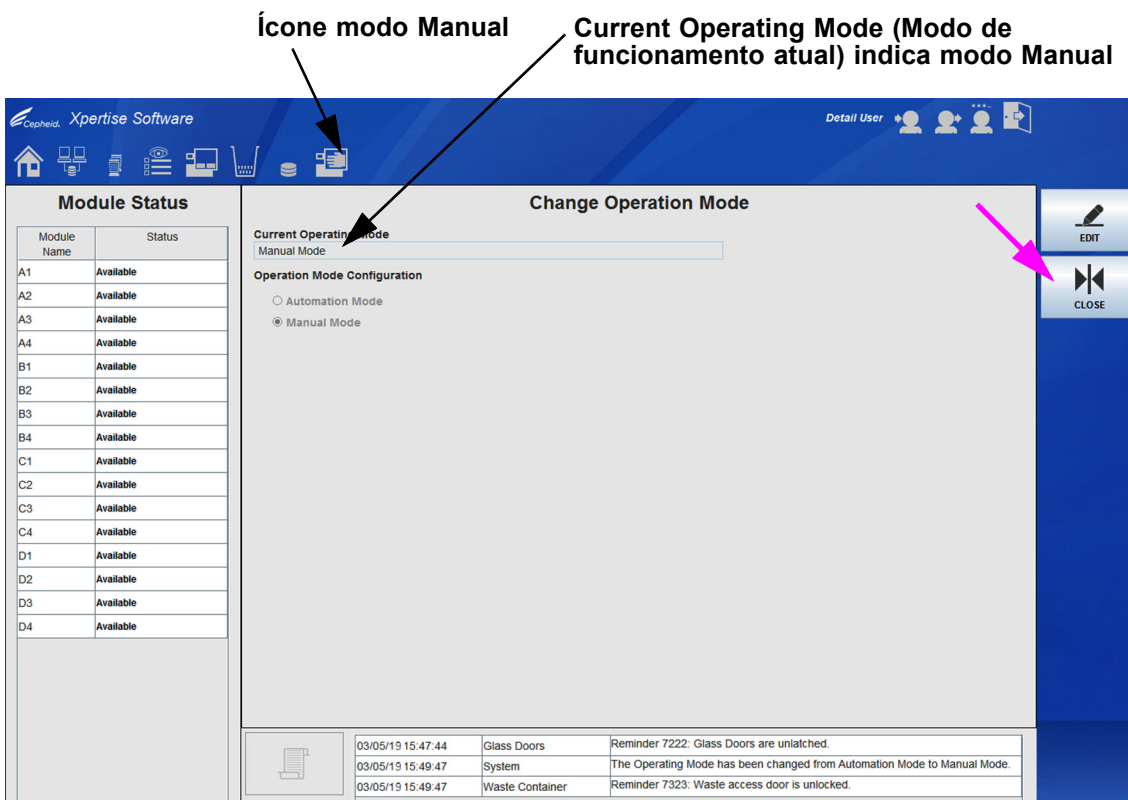 Ícone modo Manual
Current Operating Mode (Modo de
funcionamento atual) indica modo Manual
Cepheid. Xpertise Software
Detail User
Module Status
Module
Name
Status
A1 Available
A2 Available
A3 Available
A4 Available
B1 Available
B2 Available
B3 Available
B4 Available
C1 Available
C2 Available
C3 Available
C4 Available
D1 Available
D2 Available
D3 Available
D4 Available
Change Operation Mode
Current Operating Mode
Manual Mode
Operation Mode Configuration
Automation Mode
Manual Mode
EDIT
CLOSE
03/05/19 15:47:44 Glass Doors Reminder 7222: Glass Doors are unlatched.
03/05/19 15:49:47 System The Operating Mode has been changed from Automation Mode to Manual Mode.
03/05/19 15:49:47 Waste Container Reminder 7323: Waste access door is unlocked.